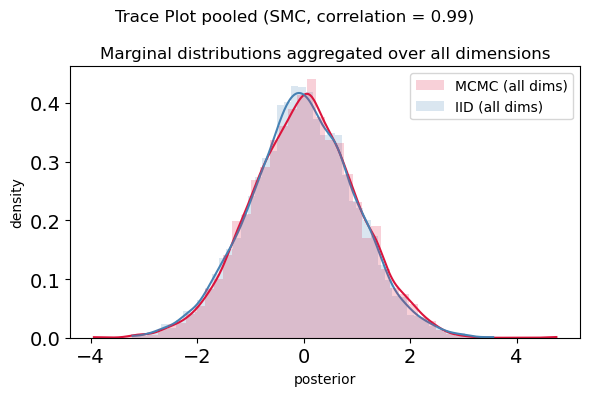 Trace Plot pooled (SMC, correlation = 0.99)
Marginal distributions aggregated over all dimensions
MCMC (all dims)
IID (all dims)
density
0.4
0.3
0.2
0.1
0.0
−4 −2 0 2 4
posterior